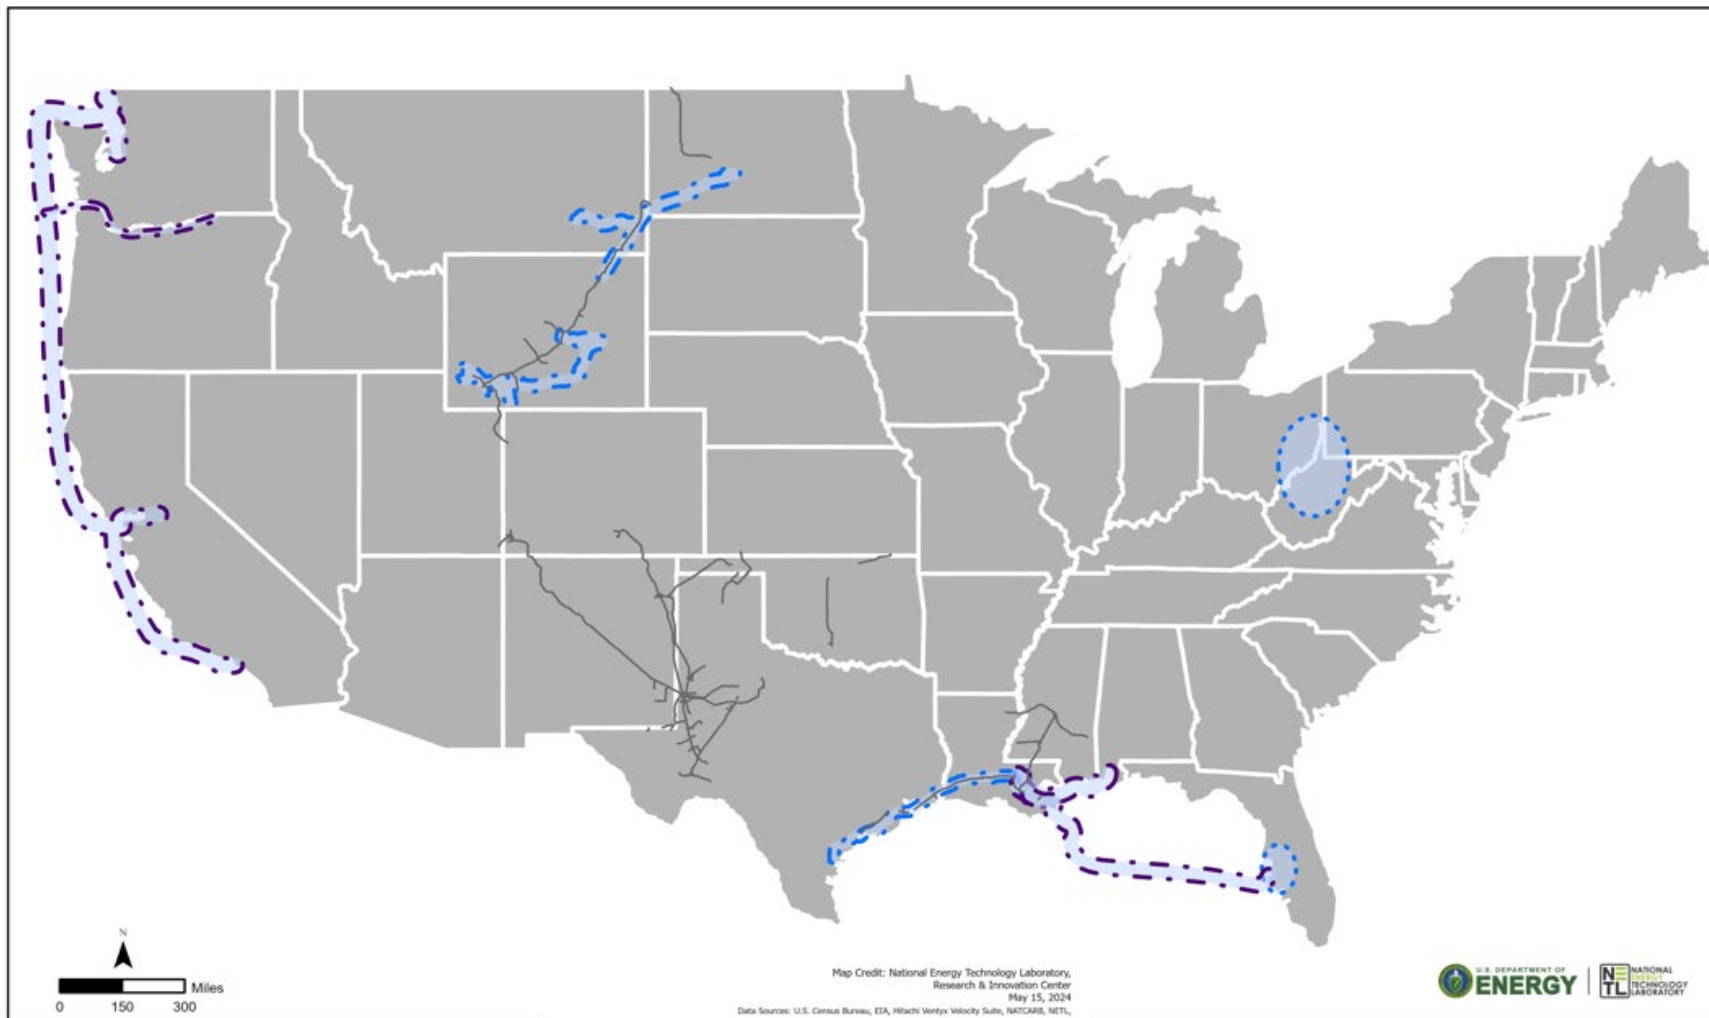 N
Miles
0 150 300
Map Credit: National Energy Technology Laboratory,
Research & Innovation Center
May 15, 2024
Data Sources: U.S. Census Bureau, EIA, Hitachi Ventyx Velocity Suite, NATCARB, NETL,
U.S. DEPARTMENT OF
ENERGY
NETL
NATIONAL
ENERGY
TECHNOLOGY
LABORATORY